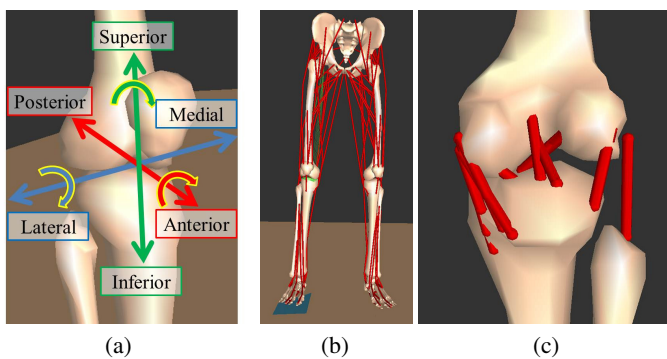 Superior
Posterior
Medial
Lateral
Anterior
Inferior
(a)
(b)
(c)